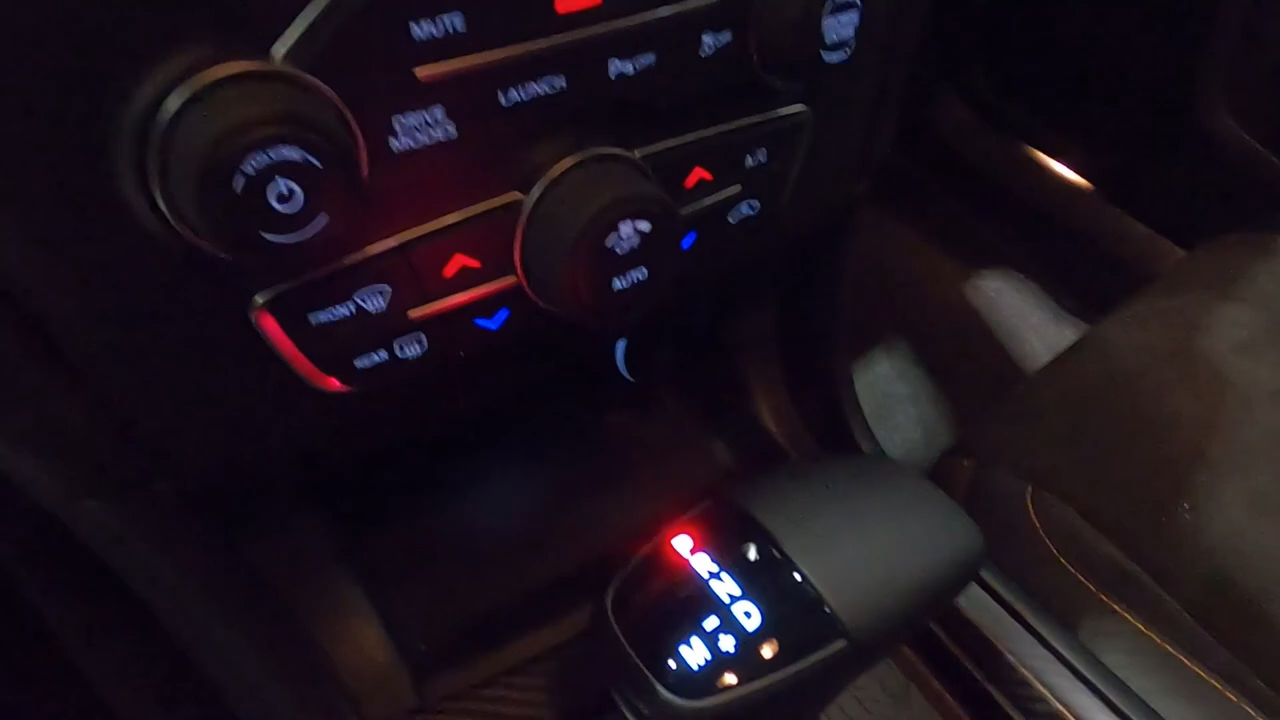 MUTE
LAUNCH
DRIVE
MODES
VOLUME
A/C
AUTO
FRONT
REAR
P
R
N
D
M
-
+